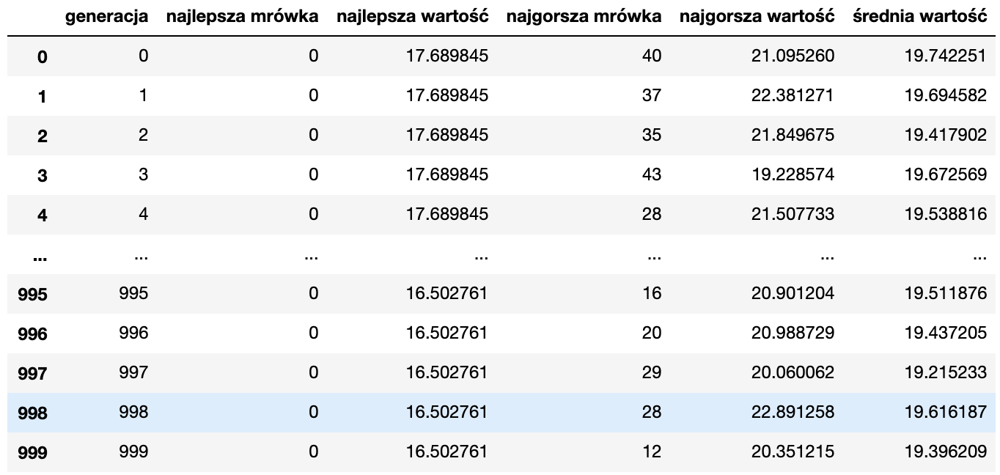 generacja najlepsza mrówka najlepsza wartość najgorsza mrówka najgorsza wartość średnia wartość
0 0 0 17.689845 40 21.095260 19.742251
1 1 0 17.689845 37 22.381271 19.694582
2 2 0 17.689845 35 21.849675 19.417902
3 3 0 17.689845 43 19.228574 19.672569
4 4 0 17.689845 28 21.507733 19.538816
... ... ... ... ... ... ...
995 995 0 16.502761 16 20.901204 19.511876
996 996 0 16.502761 20 20.988729 19.437205
997 997 0 16.502761 29 20.060062 19.215233
998 998 0 16.502761 28 22.891258 19.616187
999 999 0 16.502761 12 20.351215 19.396209